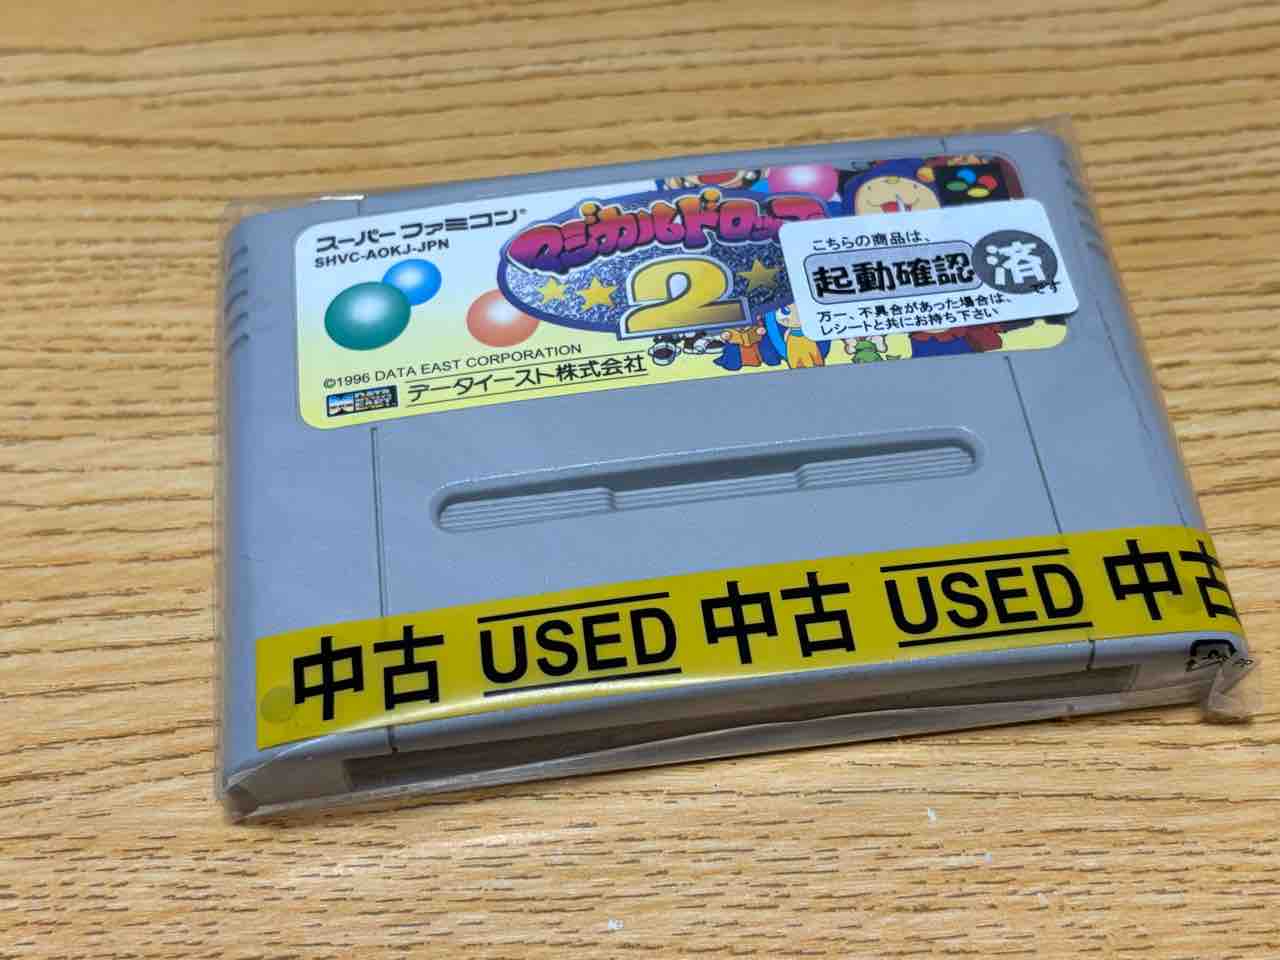 スーパーファミコン®
SHVC-AOKJ-JPN
マジカルドロップ
2
こちらの商品は、
起動確認済です
万一、不具合があった場合は、
レシートと共にお持ち下さい
©1996 DATA EAST CORPORATION
DATA EAST
データイースト株式会社
中古 USED 中古 USED 中古